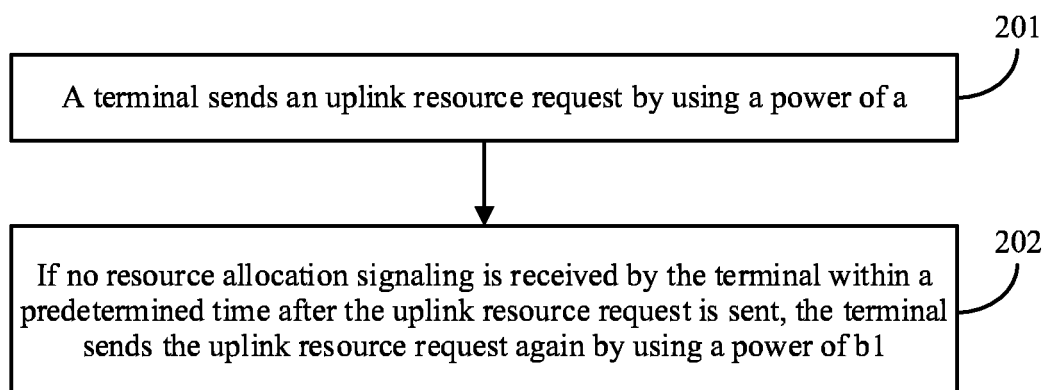 201
A terminal sends an uplink resource request by using a power of a
202
If no resource allocation signaling is received by the terminal within a
predetermined time after the uplink resource request is sent, the terminal
sends the uplink resource request again by using a power of b1